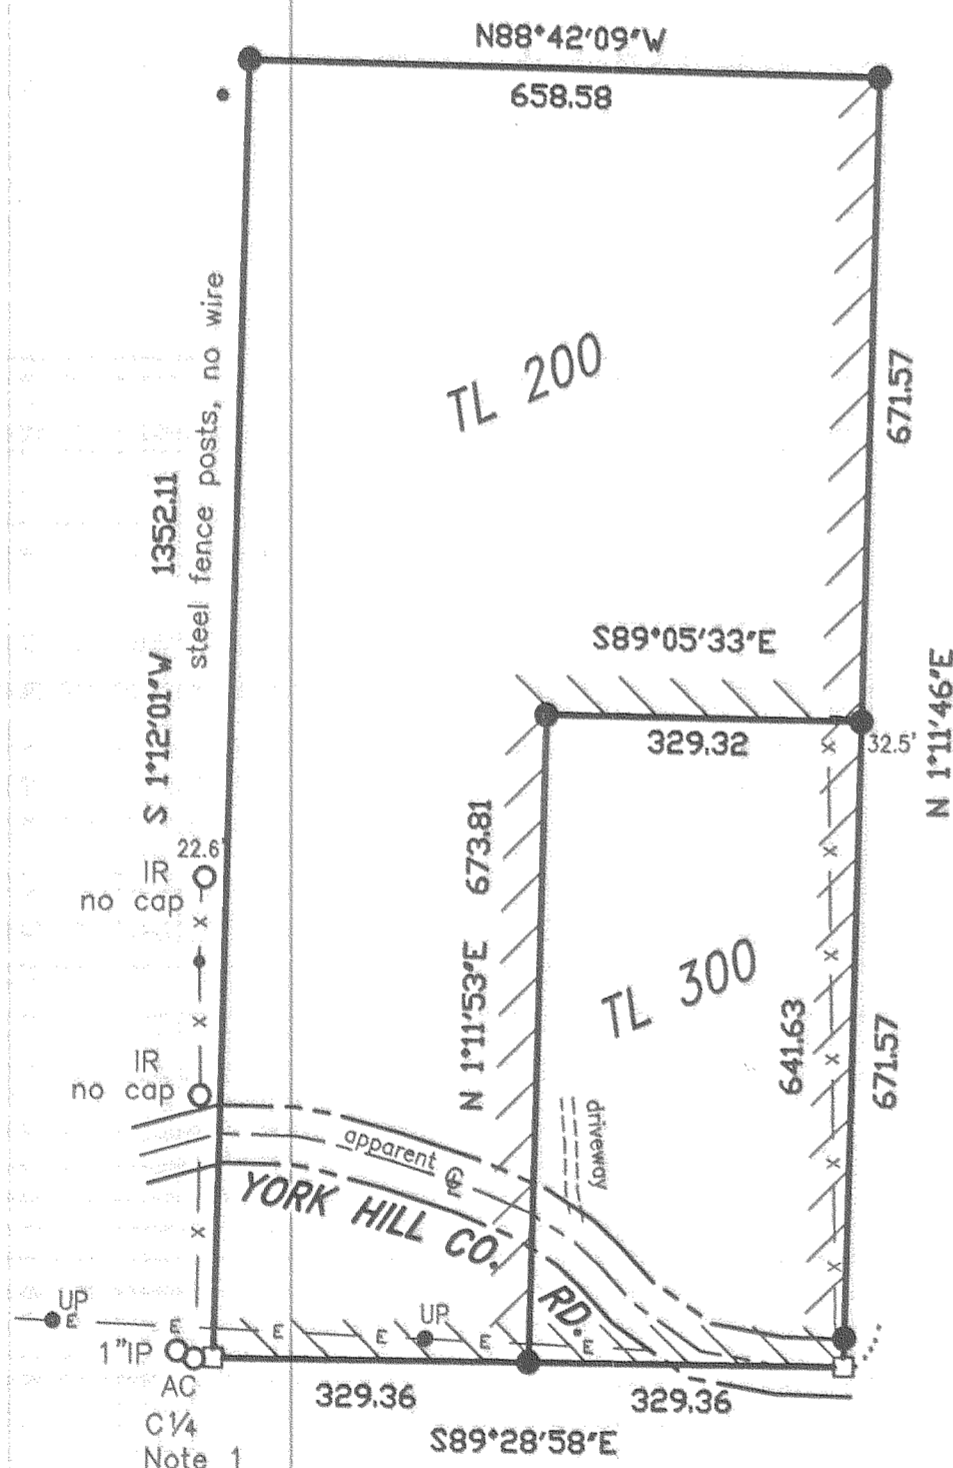 N88°42'09"W
658.58
steel fence posts, no wire
S 1°12'01"W 1352.11
TL 200
671.57
S89°05'33"E
329.32
32.5'
N 1°11'46"E
22.6'
IR
no cap
N 1°11'53"E 673.81
TL 300
641.63
671.57
IR
no cap
driveway
apparent ℄
YORK HILL CO. RD.
UP
E
E
E
E
UP
E
E
1"IP
AC
C1/4
Note 1
329.36
329.36
S89°28'58"E
x
x
x
x
x
x
x
x
x